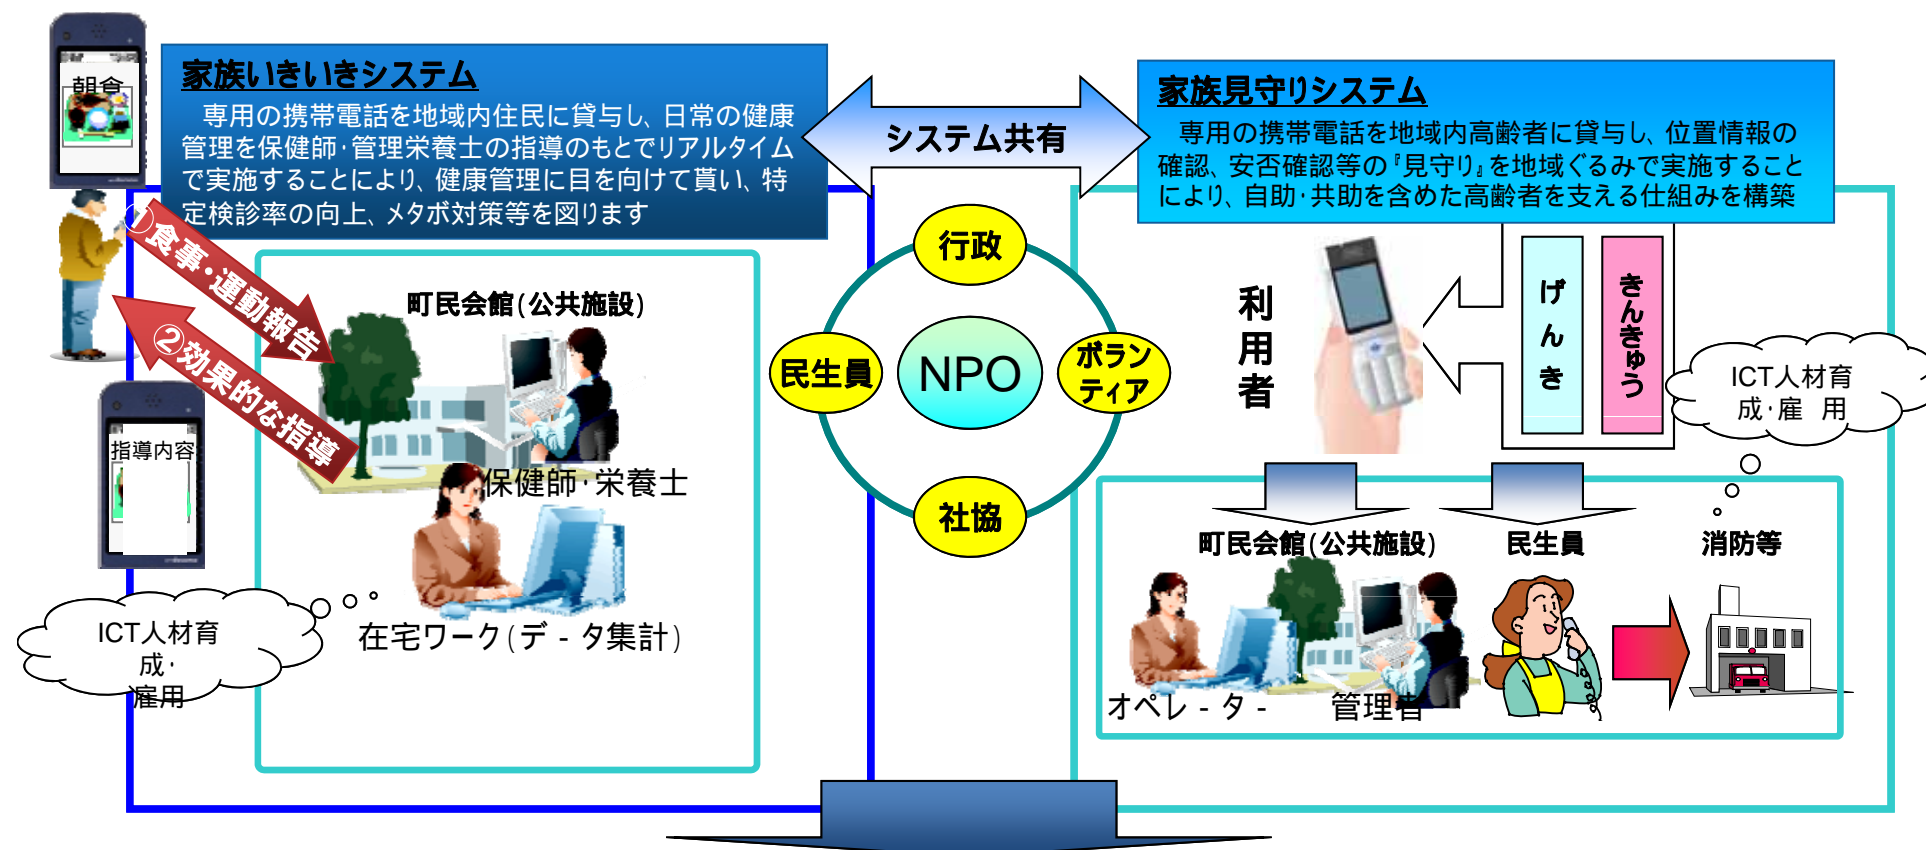 朝食
家族いきいきシステム
専用の携帯電話を地域内住民に貸与し、日常の健康
管理を保健師･管理栄養士の指導のもとでリアルタイム
で実施することにより、健康管理に目を向けて貰い、特
定検診率の向上、メタボ対策等を図ります
システム共有
家族見守りシステム
専用の携帯電話を地域内高齢者に貸与し、位置情報の
確認、安否確認等の『見守り』を地域ぐるみで実施すること
により、自助･共助を含めた高齢者を支える仕組みを構築
①食事・運動報告
②効果的な指導
町民会館(公共施設)
保健師･栄養士
指導内容
在宅ワーク(デ‐タ集計)
ICT人材育
成･
雇用
行政
民生員
NPO
ボラン
ティア
社協
利用者
げんき
きんきゅう
ICT人材育
成･雇 用
町民会館(公共施設)
民生員
消防等
オペレ‐タ‐
管理者